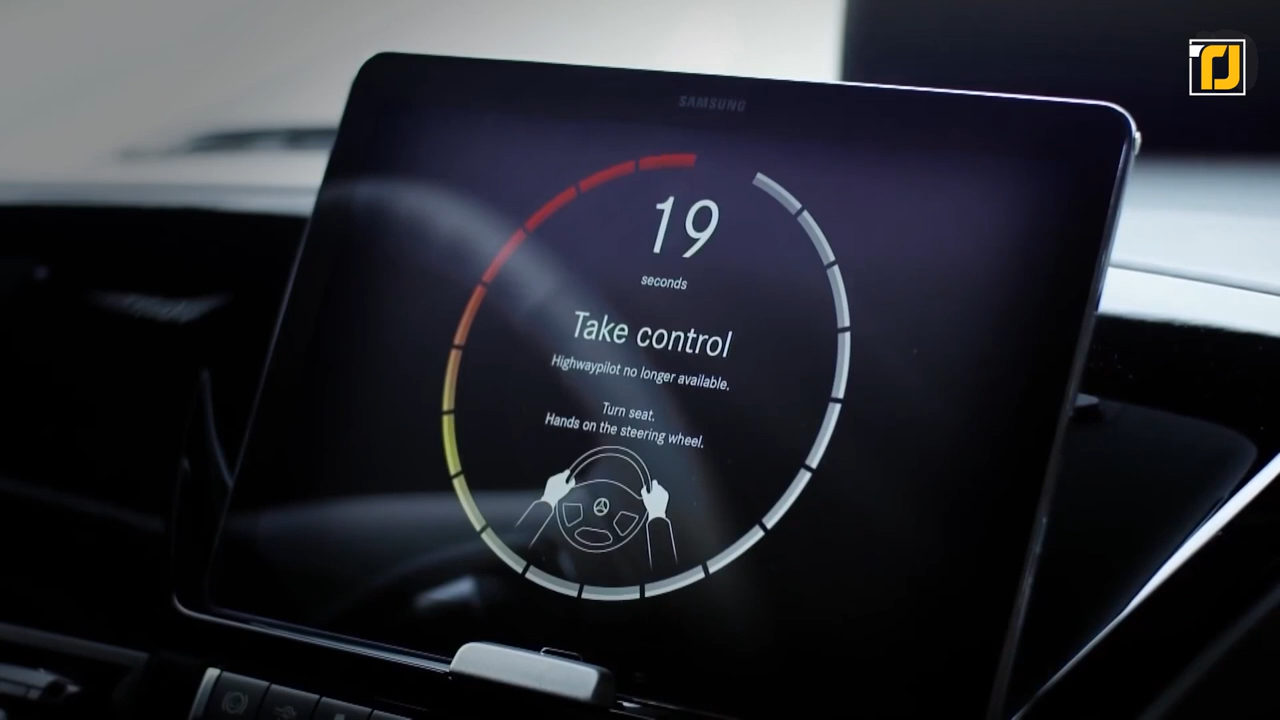 SAMSUNG
19
seconds
Take control
Highwaypilot no longer available.
Turn seat.
Hands on the steering wheel.